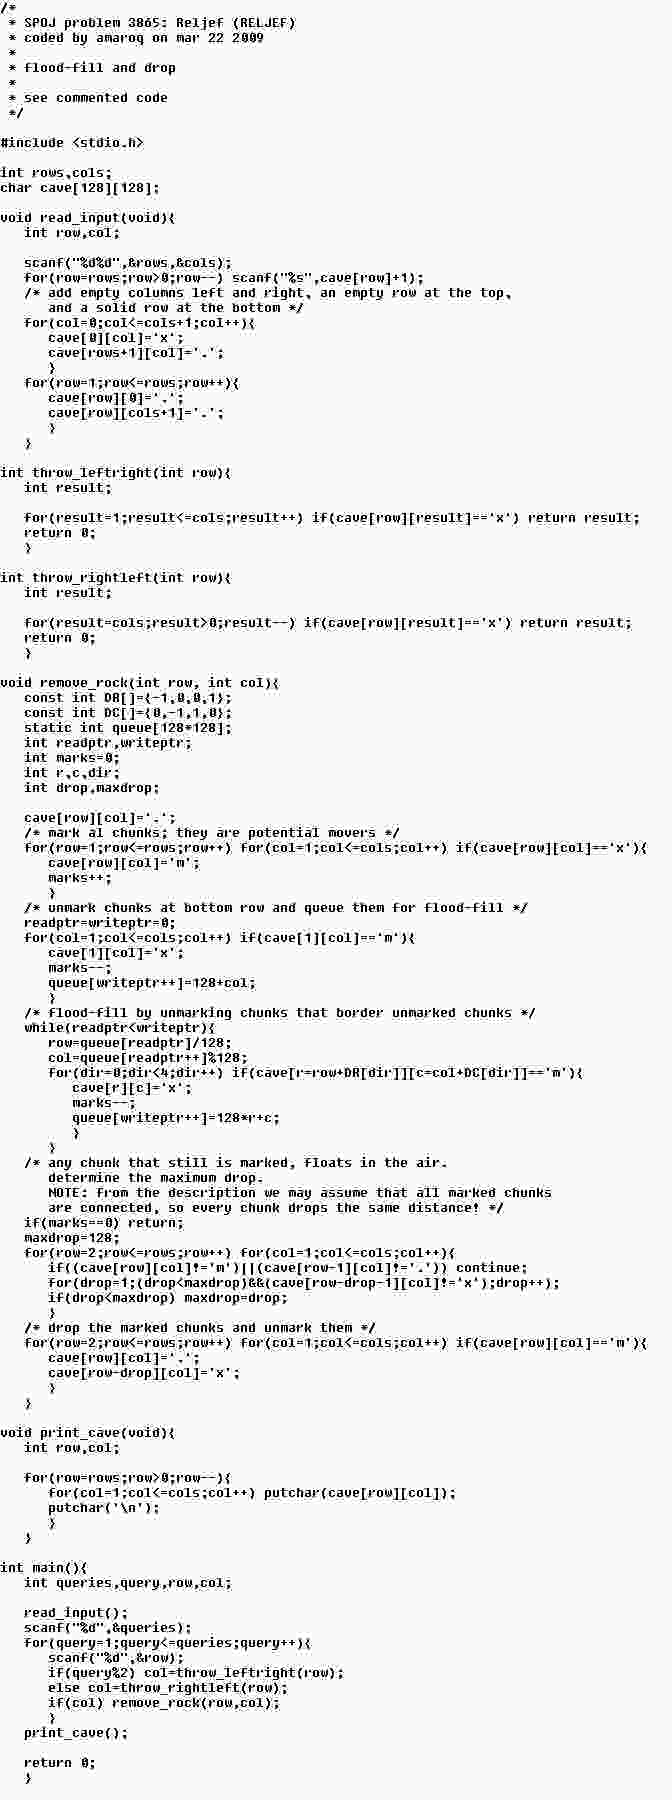 /*
 * SPOJ problem 3865: Reljef (RELJEF)
 * coded by amaroq on mar 22 2009
 *
 * flood-fill and drop
 *
 * see commented code
 */

#include <stdio.h>

int rows,cols;
char cave[128][128];

void read_input(void){
   int row,col;

   scanf("%d%d",&rows,&cols);
   for(row=rows;row>0;row--) scanf("%s",cave[row]+1);
   /* add empty columns left and right, an empty row at the top,
      and a solid row at the bottom */
   for(col=0;col<=cols+1;col++){
      cave[0][col]='x';
      cave[rows+1][col]='.';
      }
   for(row=1;row<=rows;row++){
      cave[row][0]='.';
      cave[row][cols+1]='.';
      }
   }

int throw_leftright(int row){
   int result;

   for(result=1;result<=cols;result++) if(cave[row][result]=='x') return result;
   return 0;
   }

int throw_rightleft(int row){
   int result;

   for(result=cols;result>0;result--) if(cave[row][result]=='x') return result;
   return 0;
   }

void remove_rock(int row, int col){
   const int DR[]={-1,0,0,1};
   const int DC[]={0,-1,1,0};
   static int queue[128*128];
   int readptr,writeptr;
   int marks=0;
   int r,c,dir;
   int drop,maxdrop;

   cave[row][col]='.';
   /* mark al chunks; they are potential movers */
   for(row=1;row<=rows;row++) for(col=1;col<=cols;col++) if(cave[row][col]=='x'){
      cave[row][col]='m';
      marks++;
      }
   /* unmark chunks at bottom row and queue them for flood-fill */
   readptr=writeptr=0;
   for(col=1;col<=cols;col++) if(cave[1][col]=='m'){
      cave[1][col]='x';
      marks--;
      queue[writeptr++]=128+col;
      }
   /* flood-fill by unmarking chunks that border unmarked chunks */
   while(readptr<writeptr){
      row=queue[readptr]/128;
      col=queue[readptr++]%128;
      for(dir=0;dir<4;dir++) if(cave[r=row+DR[dir]][c=col+DC[dir]]=='m'){
         cave[r][c]='x';
         marks--;
         queue[writeptr++]=128*r+c;
         }
      }
   /* any chunk that still is marked, floats in the air.
      determine the maximum drop.
      NOTE: from the description we may assume that all marked chunks
      are connected, so every chunk drops the same distance! */
   if(marks==0) return;
   maxdrop=128;
   for(row=2;row<=rows;row++) for(col=1;col<=cols;col++){
      if((cave[row][col]!='m')||(cave[row-1][col]!='.')) continue;
      for(drop=1;(drop<maxdrop)&&(cave[row-drop-1][col]!='x');drop++);
      if(drop<maxdrop) maxdrop=drop;
      }
   /* drop the marked chunks and unmark them */
   for(row=2;row<=rows;row++) for(col=1;col<=cols;col++) if(cave[row][col]=='m'){
      cave[row][col]='.';
      cave[row-drop][col]='x';
      }
   }

void print_cave(void){
   int row,col;

   for(row=rows;row>0;row--){
      for(col=1;col<=cols;col++) putchar(cave[row][col]);
      putchar('\n');
      }
   }

int main(){
   int queries,query,row,col;

   read_input();
   scanf("%d",&queries);
   for(query=1;query<=queries;query++){
      scanf("%d",&row);
      if(query%2) col=throw_leftright(row);
      else col=throw_rightleft(row);
      if(col) remove_rock(row,col);
      }
   print_cave();

   return 0;
   }